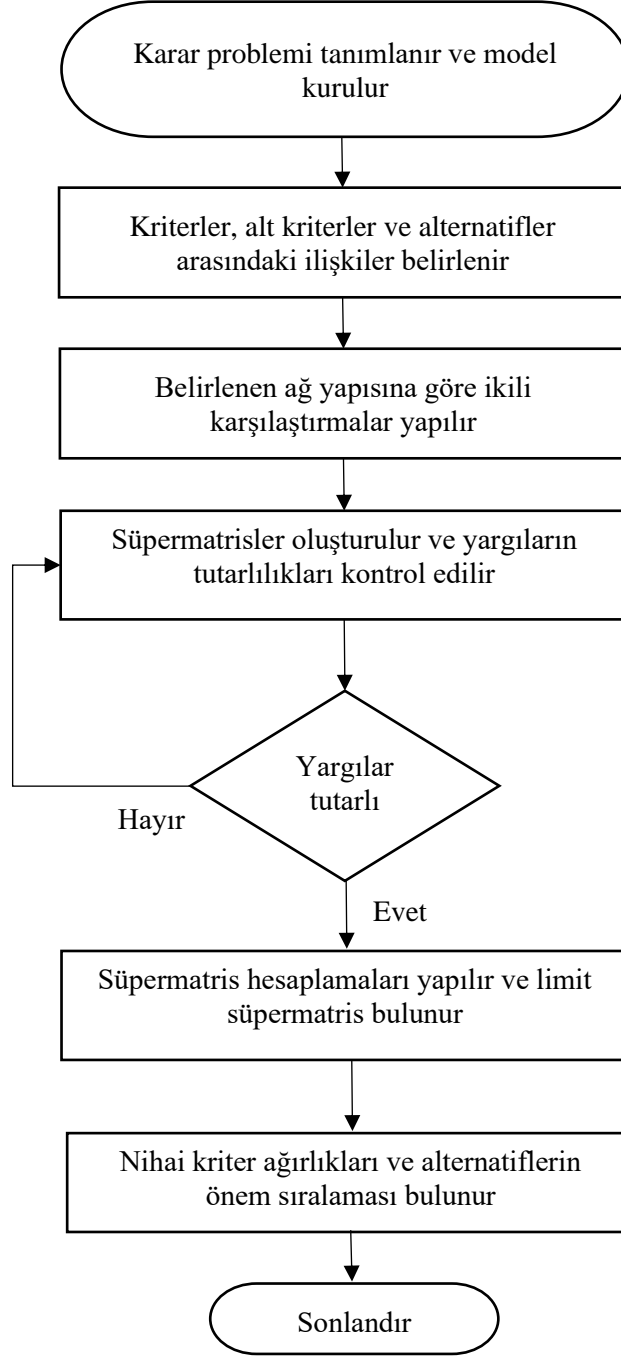 Karar problemi tanımlanır ve model
kurulur
Kriterler, alt kriterler ve alternatifler
arasındaki ilişkiler belirlenir
Belirlenen ağ yapısına göre ikili
karşılaştırmalar yapılır
Süpermatrisler oluşturulur ve yargıların
tutarlılıkları kontrol edilir
Yargılar
tutarlı
Hayır
Evet
Süpermatris hesaplamaları yapılır ve limit
süpermatris bulunur
Nihai kriter ağırlıkları ve alternatiflerin
önem sıralaması bulunur
Sonlandır